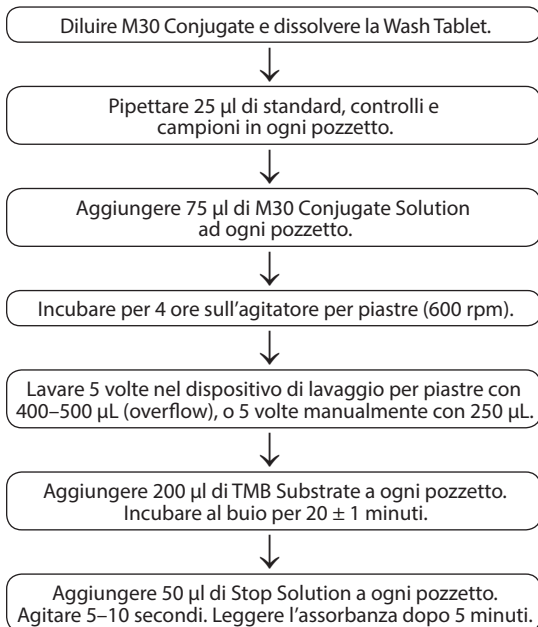 Diluire M30 Conjugate e dissolvere la Wash Tablet.
Pipettare 25 µl di standard, controlli e
campioni in ogni pozzetto.
Aggiungere 75 µl di M30 Conjugate Solution
ad ogni pozzetto.
Incubare per 4 ore sull’agitatore per piastre (600 rpm).
Lavare 5 volte nel dispositivo di lavaggio per piastre con
400–500 µL (overflow), o 5 volte manualmente con 250 µL.
Aggiungere 200 µl di TMB Substrate a ogni pozzetto.
Incubare al buio per 20 ± 1 minuti.
Aggiungere 50 µl di Stop Solution a ogni pozzetto.
Agitare 5–10 secondi. Leggere l’assorbanza dopo 5 minuti.